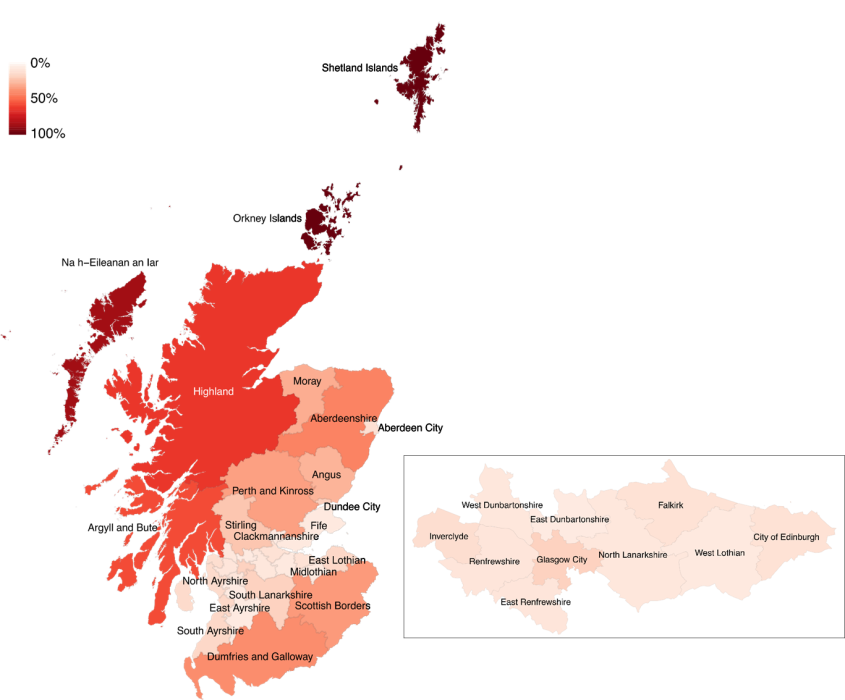 0%
50%
100%
Shetland Islands
Orkney Islands
Na h−Eileanan an Iar
Highland
Moray
Aberdeenshire
Aberdeen City
Angus
Perth and Kinross
Dundee City
Argyll and Bute
Stirling
Fife
Clackmannanshire
East Lothian
Midlothian
North Ayrshire
South Lanarkshire
East Ayrshire
Scottish Borders
South Ayrshire
Dumfries and Galloway
West Dunbartonshire
Falkirk
East Dunbartonshire
Inverclyde
City of Edinburgh
Renfrewshire
Glasgow City
North Lanarkshire
West Lothian
East Renfrewshire